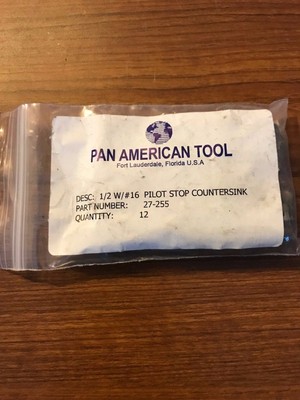 PAN AMERICAN TOOL
Fort Lauderdale, Florida U.S.A
DESC: 1/2 W/#16 PILOT STOP COUNTERSINK
PART NUMBER: 27-255
QUANTITY: 12